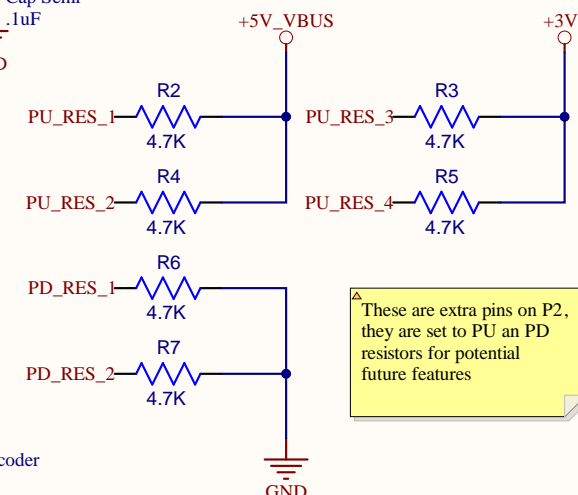 Cap Semi
.1uF
+5V_VBUS
+3V
R2
PU_RES_1
4.7K
R3
PU_RES_3
4.7K
R4
PU_RES_2
4.7K
R5
PU_RES_4
4.7K
R6
PD_RES_1
4.7K
R7
PD_RES_2
4.7K
These are extra pins on P2,
they are set to PU an PD
resistors for potential
future features
coder
GND